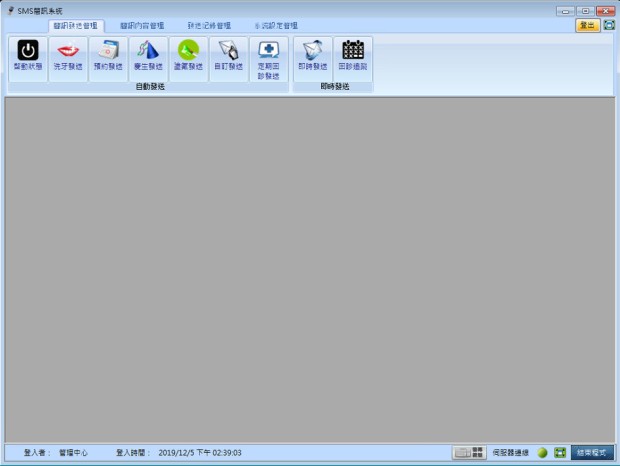 SMS簡訊系統
簡訊發送管理 簡訊內容管理 發送記錄管理 系統設定管理
登出
啟動狀態 洗牙發送 預約發送 慶生發送 塗氟發送 自訂發送 定期回診發送 即時發送 回診追蹤
自動發送 即時發送
登入者： 管理中心 登入時間： 2019/12/5 下午 02:39:03 伺服器連線 結束程式